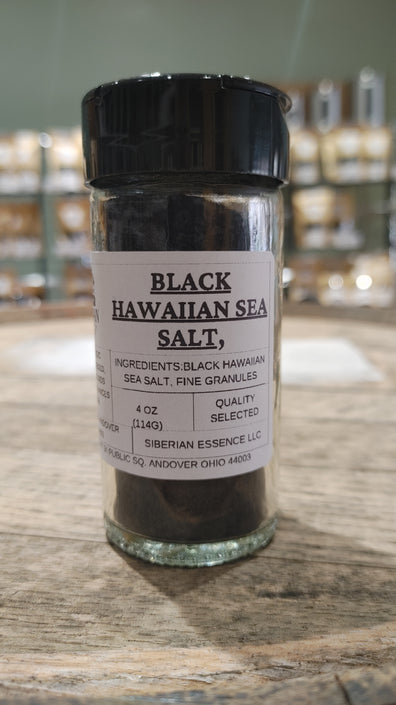 BLACK
HAWAIIAN SEA
SALT,
INGREDIENTS:BLACK HAWAIIAN
SEA SALT, FINE GRANULES
4 OZ
(114G)
QUALITY
SELECTED
SIBERIAN ESSENCE LLC
PUBLIC SQ. ANDOVER OHIO 44003